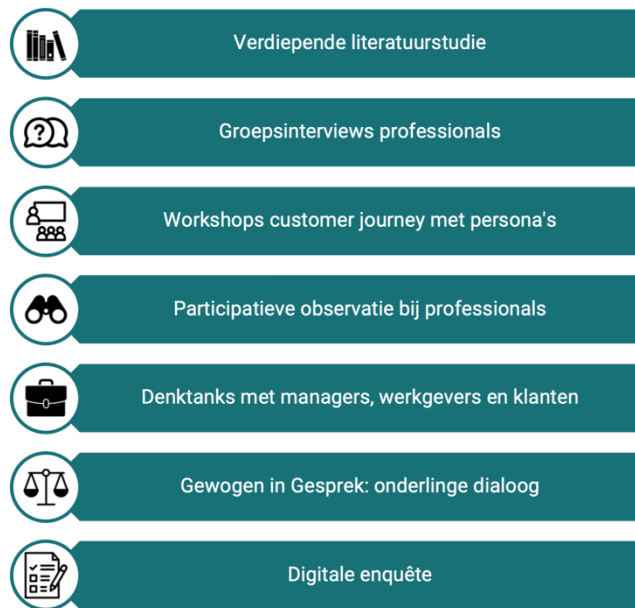 Verdiepende literatuurstudie
Groepsinterviews professionals
Workshops customer journey met persona's
Participatieve observatie bij professionals
Denktanks met managers, werkgevers en klanten
Gewogen in Gesprek: onderlinge dialoog
Digitale enquête